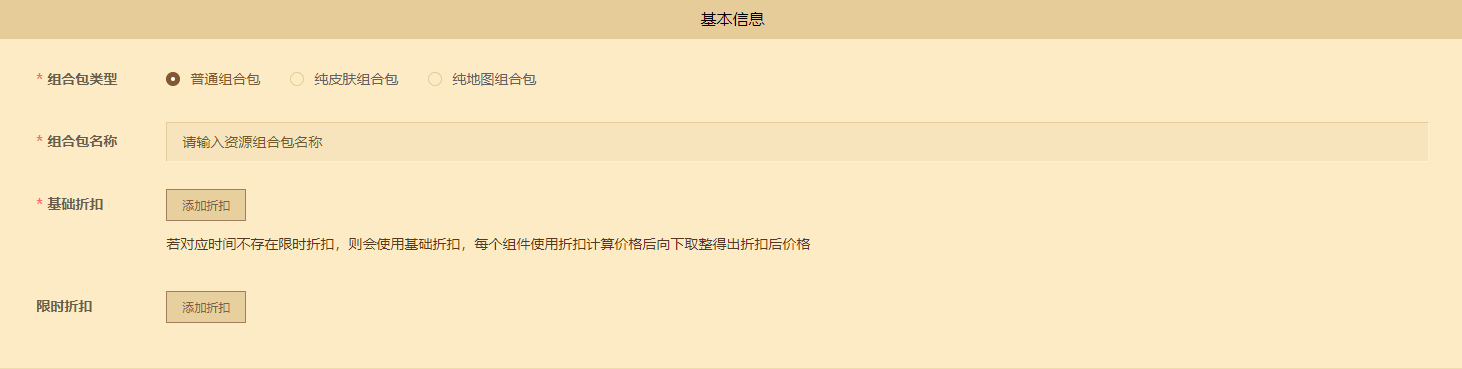 基本信息
* 组合包类型 普通组合包 纯皮肤组合包 纯地图组合包
* 组合包名称 请输入资源组合包名称
* 基础折扣 添加折扣
若对应时间不存在限时折扣，则会使用基础折扣，每个组件使用折扣计算价格后向下取整得出折扣后价格
限时折扣 添加折扣